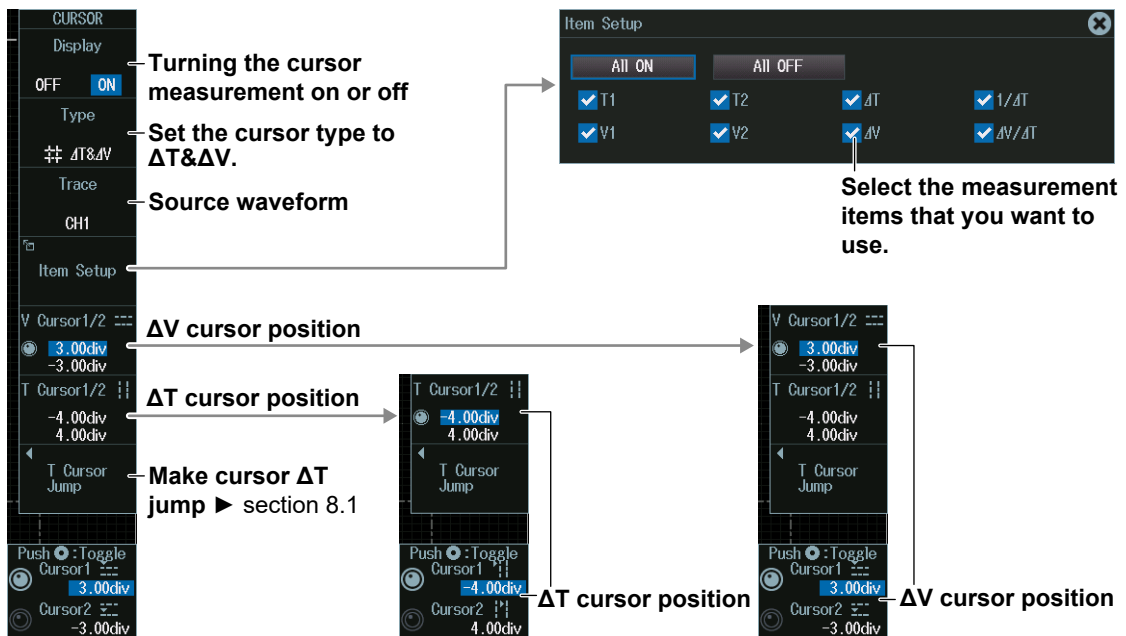 CURSOR
Display
OFF ON
Type
ΔT&ΔV
Trace
CH1
Item Setup
V Cursor1/2
3.00div
-3.00div
T Cursor1/2
-4.00div
4.00div
T Cursor
Jump
Push :Toggle
Cursor1
3.00div
Cursor2
-3.00div
Turning the cursor
measurement on or off
Set the cursor type to
ΔT&ΔV.
Source waveform
ΔV cursor position
ΔT cursor position
Make cursor ΔT
jump ► section 8.1
Item Setup
All ON All OFF
T1 T2 ΔT 1/ΔT
V1 V2 ΔV ΔV/ΔT
Select the measurement
items that you want to
use.
T Cursor1/2
-4.00div
4.00div
T Cursor
Jump
Push :Toggle
Cursor1
-4.00div
Cursor2
4.00div
ΔT cursor position
V Cursor1/2
3.00div
-3.00div
T Cursor1/2
-4.00div
4.00div
T Cursor
Jump
Push :Toggle
Cursor1
3.00div
Cursor2
-3.00div
ΔV cursor position